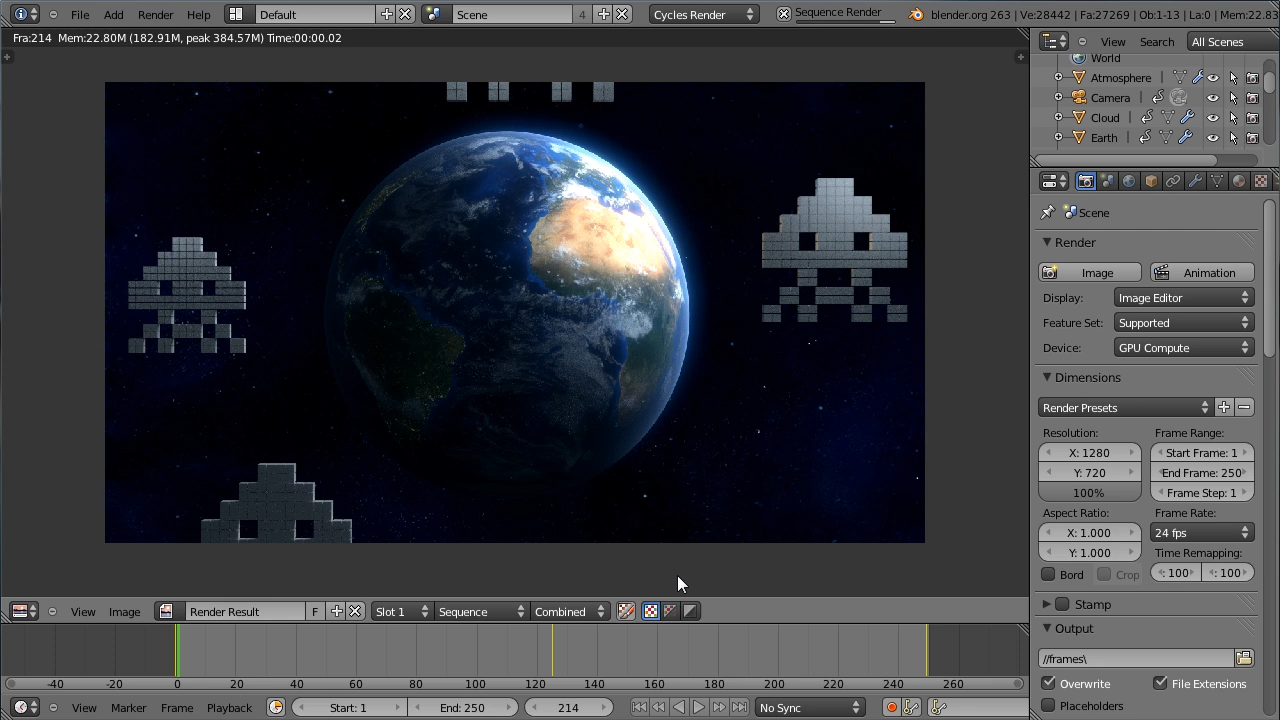 File Add Render Help Default Scene 4 Cycles Render Sequence Render blender.org 263 | Ve:28442 | Fa:27269 | Ob:1-13 | La:0 | Mem:22.83
Fra:214 Mem:22.80M (182.91M, peak 384.57M) Time:00:00.02
View Search All Scenes
World
Atmosphere
Camera
Cloud
Earth
Scene
Render
Image Animation
Display: Image Editor
Feature Set: Supported
Device: GPU Compute
Dimensions
Render Presets
Resolution: Frame Range:
X: 1280 Start Frame: 1
Y: 720 End Frame: 250
100% Frame Step: 1
Aspect Ratio: Frame Rate:
X: 1.000 24 fps
Y: 1.000 Time Remapping:
Bord Crop : 100 : 100
Stamp
Output
//frames\
Overwrite File Extensions
Placeholders
View Image Render Result F Slot 1 Sequence Combined
-40 -20 0 20 40 60 80 100 120 140 160 180 200 220 240 260
View Marker Frame Playback Start: 1 End: 250 214 No Sync